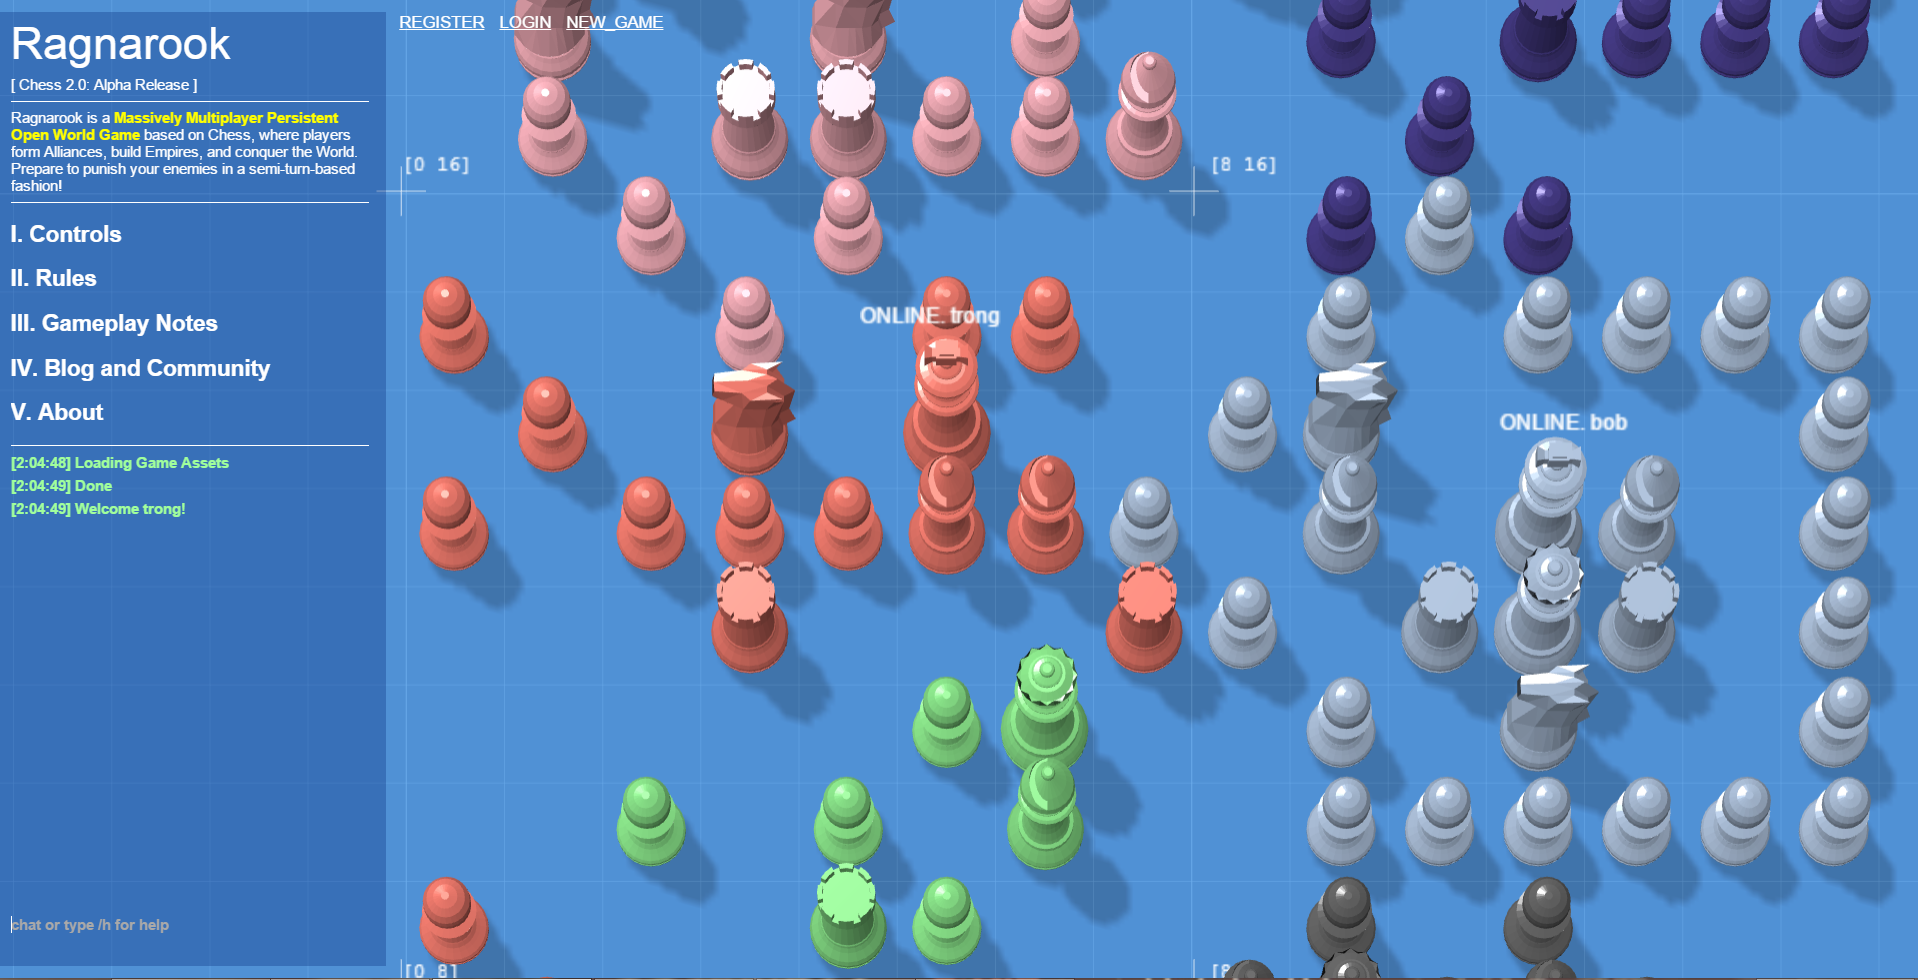 Ragnarook
[ Chess 2.0: Alpha Release ]
Ragnarook is a Massively Multiplayer Persistent
Open World Game based on Chess, where players
form Alliances, build Empires, and conquer the World.
Prepare to punish your enemies in a semi-turn-based
fashion!
I. Controls
II. Rules
III. Gameplay Notes
IV. Blog and Community
V. About
[2:04:48] Loading Game Assets
[2:04:49] Done
[2:04:49] Welcome trong!
chat or type /h for help
REGISTER LOGIN NEW_GAME
[0 16]
[8 16]
ONLINE. trong
ONLINE. bob
[0 8]